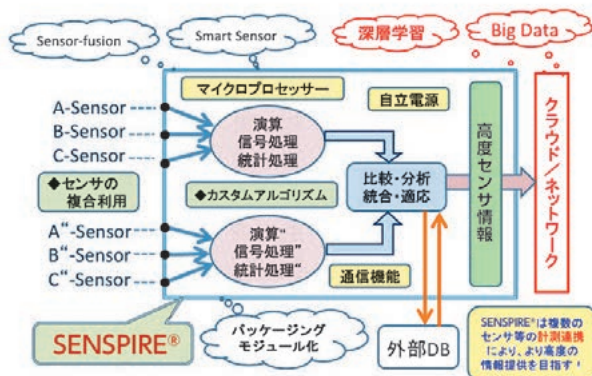 Sensor-fusion
Smart Sensor
深層学習
Big Data
マイクロプロセッサー
自立電源
A-Sensor
B-Sensor
C-Sensor
演算
信号処理
統計処理
◆センサの
複合利用
◆カスタムアルゴリズム
比較・分析
統合・適応
高度センサ情報
クラウド/ネットワーク
A“-Sensor
B“-Sensor
C“-Sensor
演算“
信号処理”
統計処理“
通信機能
SENSPIRE®
パッケージング
モジュール化
外部DB
SENSPIRE®は複数の
センサ等の計測連携
により、より高度の
情報提供を目指す!